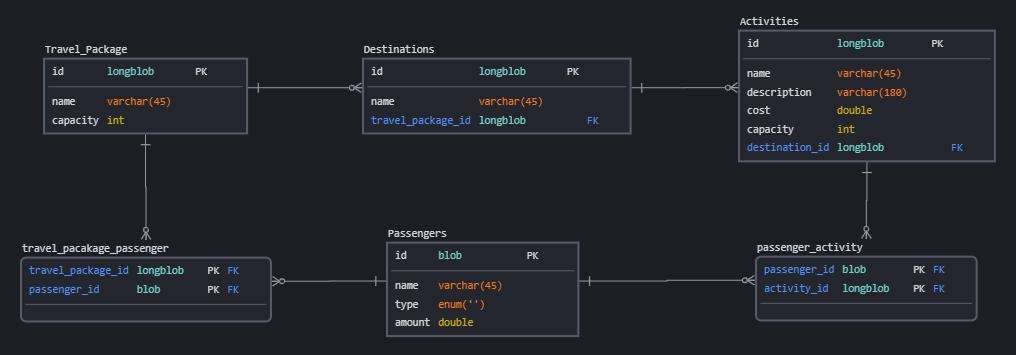 Travel_Package
id longblob PK
name varchar(45)
capacity int
Destinations
id longblob PK
name varchar(45)
travel_package_id longblob FK
Activities
id longblob PK
name varchar(45)
description varchar(180)
cost double
capacity int
destination_id longblob FK
travel_pacakage_passenger
travel_package_id longblob PK FK
passenger_id blob PK FK
Passengers
id blob PK
name varchar(45)
type enum('')
amount double
passenger_activity
passenger_id blob PK FK
activity_id longblob PK FK